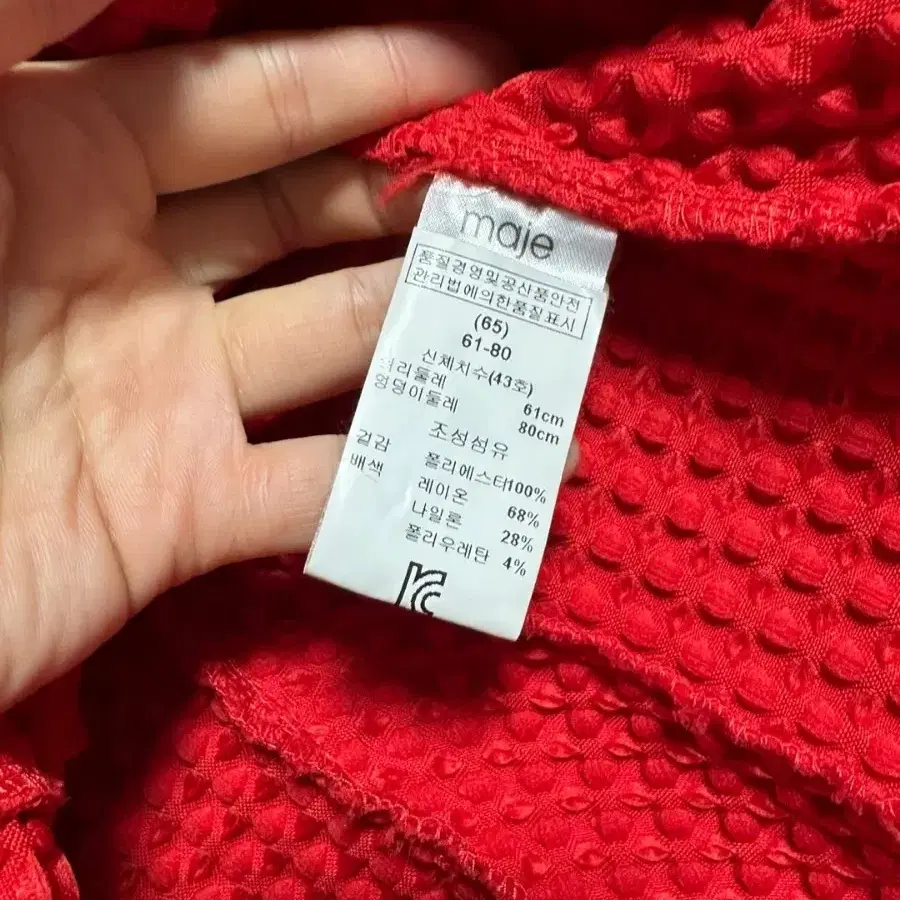 maje
품질경영및공산품안전
관리법에의한품질표시
(65)
61-80
신체치수(43호)
허리둘레 61cm
엉덩이둘레 80cm
조성섬유
겉감 폴리에스터100%
배색 레이온 68%
나일론 28%
폴리우레탄 4%